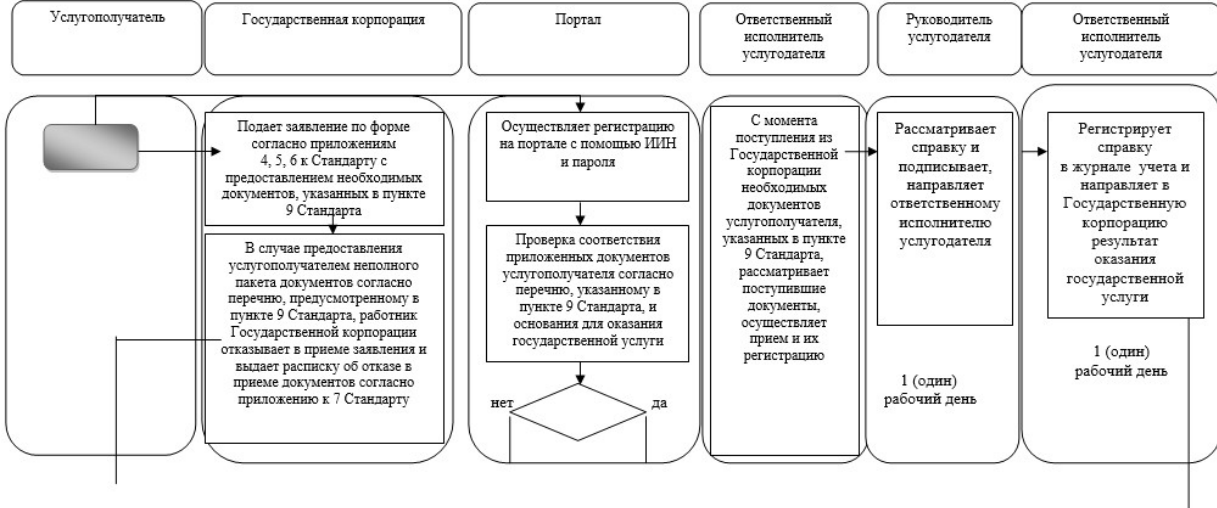 Услугополучатель
Государственная корпорация
Портал
Ответственный
исполнитель
услугодателя
Руководитель
услугодателя
Ответственный
исполнитель
услугодателя
Подает заявление по форме
согласно приложениям
4, 5, 6 к Стандарту с
предоставлением необходимых
документов, указанных в пункте
9 Стандарта
В случае предоставления
услугополучателем неполного
пакета документов согласно
перечню, предусмотренному в
пункте 9 Стандарта, работник
Государственной корпорации
отказывает в приеме заявления и
выдает расписку об отказе в
приеме документов согласно
приложению к 7 Стандарту
Осуществляет регистрацию
на портале с помощью ИИН
и пароля
Проверка соответствия
приложенных документов
услугополучателя согласно
перечню, указанному в
пункте 9 Стандарта, и
основания для оказания
государственной услуги
нет
да
С момента
поступления из
Государственной
корпорации
необходимых
документов
услугополучателя,
указанных в пункте
9 Стандарта,
рассматривает
поступившие
документы,
осуществляет
прием и их
регистрацию
Рассматривает
справку и
подписывает,
направляет
ответственному
исполнителю
услугодателя
1 (один)
рабочий день
Регистрирует
справку
в журнале учета и
направляет в
Государственную
корпорацию
результат
оказания
государственной
услуги
1 (один)
рабочий день